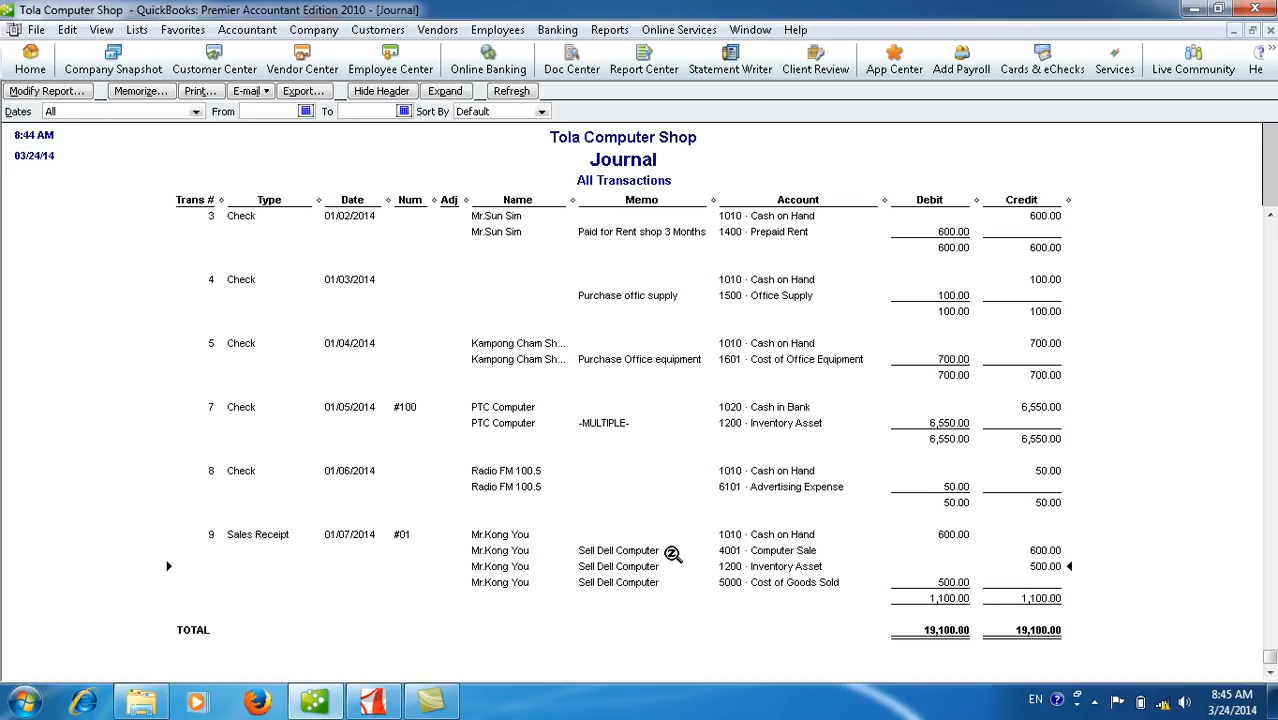 Tola Computer Shop - QuickBooks: Premier Accountant Edition 2010 - [Journal]
File Edit View Lists Favorites Accountant Company Customers Vendors Employees Banking Reports Online Services Window Help
Home Company Snapshot Customer Center Vendor Center Employee Center Online Banking Doc Center Report Center Statement Writer Client Review App Center Add Payroll Cards & eChecks Services Live Community He
Modify Report... Memorize... Print... E-mail Export... Hide Header Expand Refresh
Dates All From To Sort By Default
8:44 AM Tola Computer Shop
03/24/14 Journal
All Transactions
Trans # Type Date Num Adj Name Memo Account Debit Credit
3 Check 01/02/2014 Mr.Sun Sim 1010 · Cash on Hand 600.00
Mr.Sun Sim Paid for Rent shop 3 Months 1400 · Prepaid Rent 600.00
600.00 600.00
4 Check 01/03/2014 1010 · Cash on Hand 100.00
Purchase offic supply 1500 · Office Supply 100.00
100.00 100.00
5 Check 01/04/2014 Kampong Cham Sh... 1010 · Cash on Hand 700.00
Kampong Cham Sh... Purchase Office equipment 1601 · Cost of Office Equipment 700.00
700.00 700.00
7 Check 01/05/2014 #100 PTC Computer 1020 · Cash in Bank 6,550.00
PTC Computer -MULTIPLE- 1200 · Inventory Asset 6,550.00
6,550.00 6,550.00
8 Check 01/06/2014 Radio FM 100.5 1010 · Cash on Hand 50.00
Radio FM 100.5 6101 · Advertising Expense 50.00
50.00 50.00
9 Sales Receipt 01/07/2014 #01 Mr.Kong You 1010 · Cash on Hand 600.00
Mr.Kong You Sell Dell Computer 4001 · Computer Sale 600.00
Mr.Kong You Sell Dell Computer 1200 · Inventory Asset 500.00
Mr.Kong You Sell Dell Computer 5000 · Cost of Goods Sold 500.00
1,100.00 1,100.00
TOTAL 19,100.00 19,100.00
EN 8:45 AM
3/24/2014